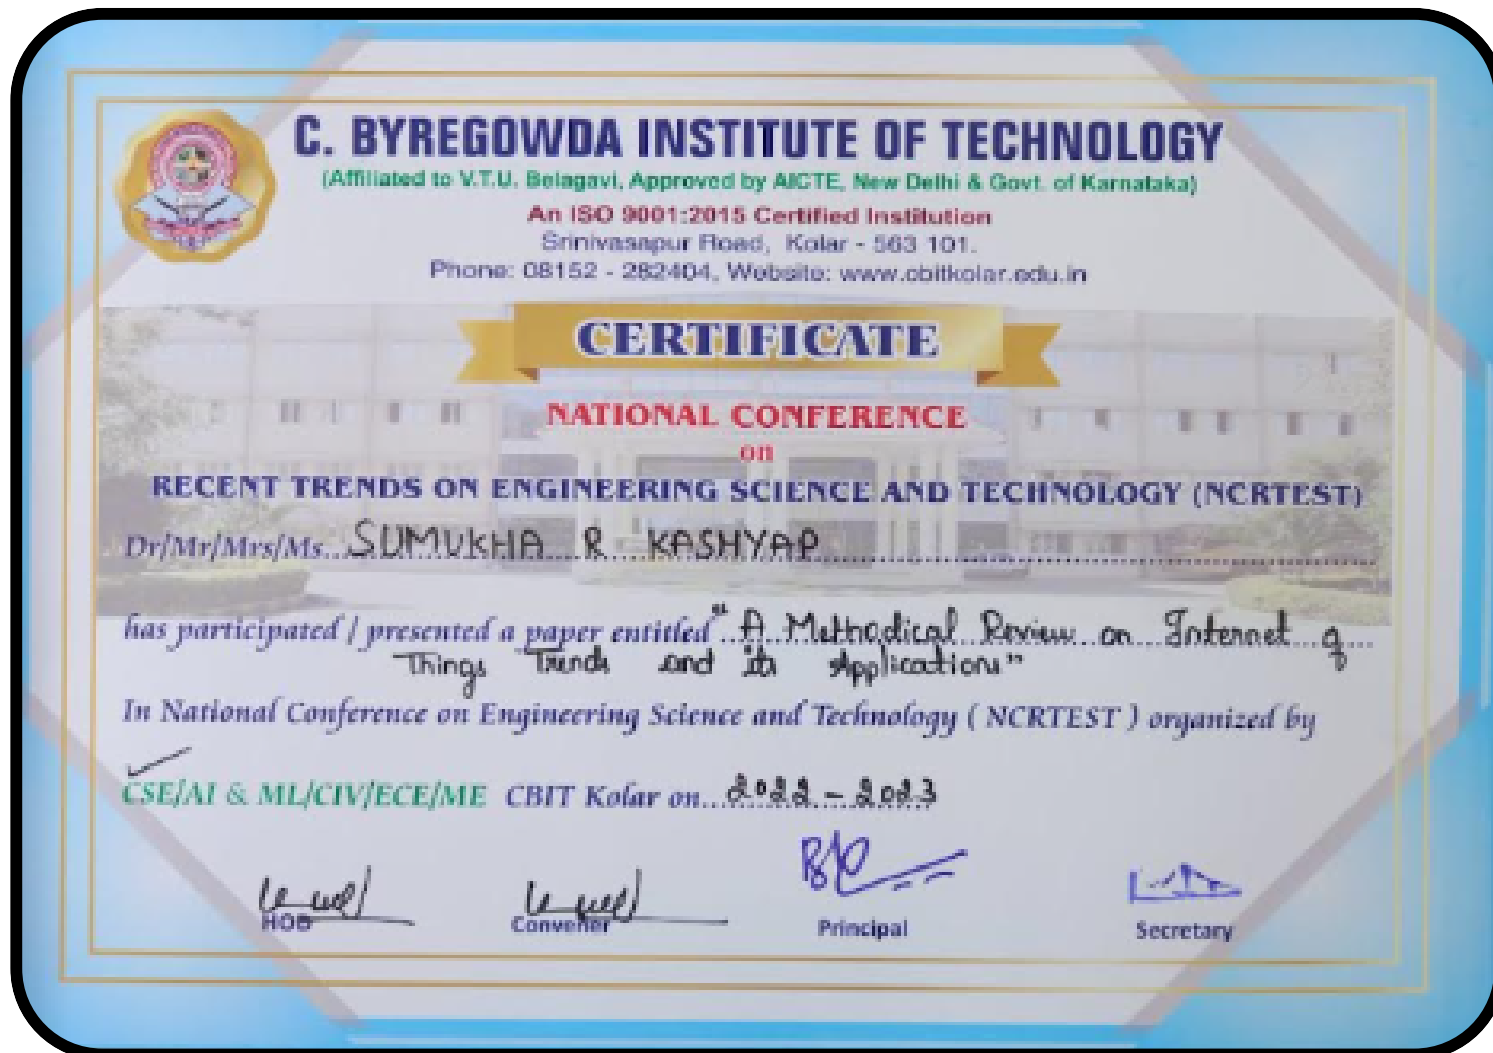 C. BYREGOWDA INSTITUTE OF TECHNOLOGY
(Affiliated to V.T.U. Belagavi, Approved by AICTE, New Delhi & Govt. of Karnataka)
An ISO 9001:2015 Certified Institution
Srinivasapur Road, Kolar - 563 101.
Phone: 08152 - 282404, Website: www.cbitkolar.edu.in
CERTIFICATE
NATIONAL CONFERENCE
on
RECENT TRENDS ON ENGINEERING SCIENCE AND TECHNOLOGY (NCRTEST)
Dr/Mr/Mrs/Ms...SUMUKHA R KASHYAP
has participated / presented a paper entitled "A Methodical Review on Internet of
Things Trends and its Applications"
In National Conference on Engineering Science and Technology ( NCRTEST ) organized by
CSE/AI & ML/CIV/ECE/ME CBIT Kolar on...2022 - 2023
HOD Convener Principal Secretary